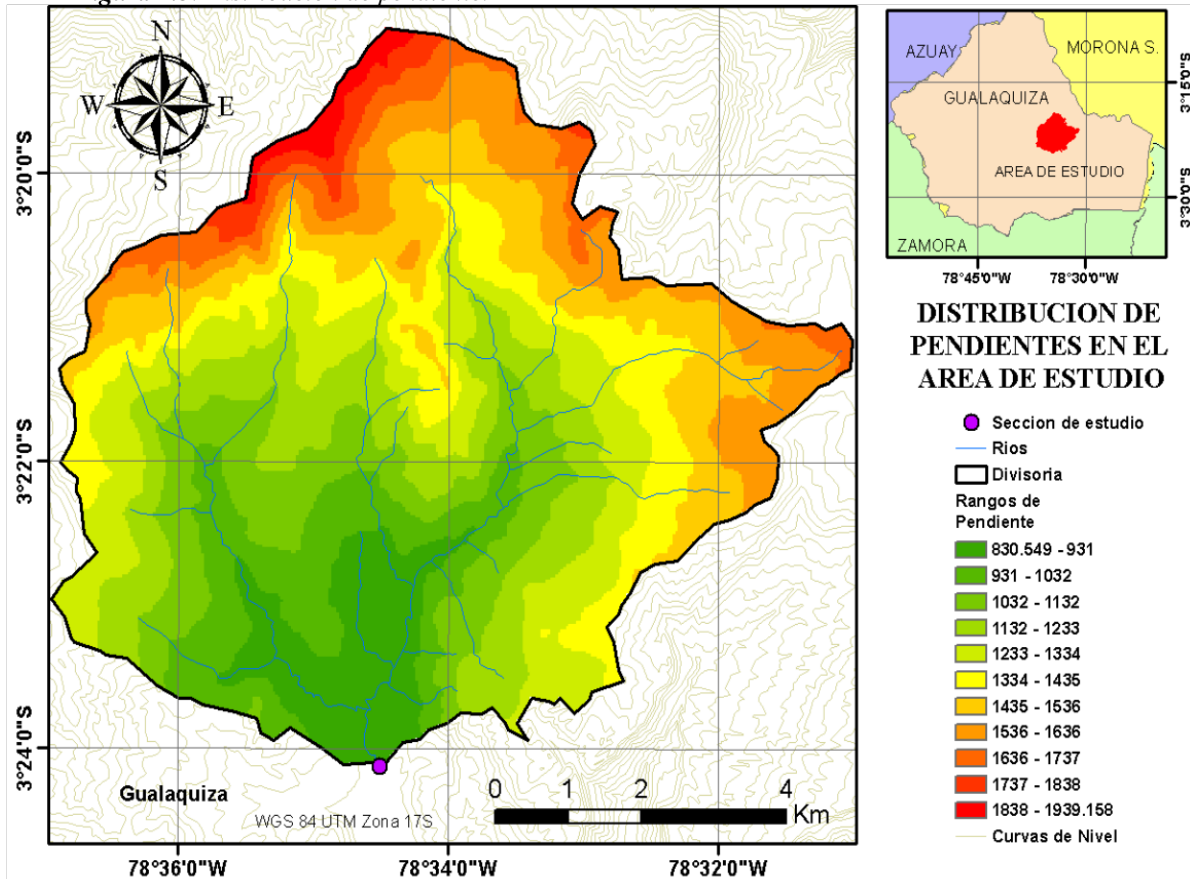 N
W E
S
3°20'0"S
3°22'0"S
3°24'0"S
78°36'0"W 78°34'0"W 78°32'0"W
Gualaquiza
WGS 84 UTM Zona 17S
0 1 2 4
Km
AZUAY
MORONA S.
GUALAQUIZA
AREA DE ESTUDIO
ZAMORA
3°15'0"S
3°30'0"S
78°45'0"W 78°30'0"W
DISTRIBUCION DE
PENDIENTES EN EL
AREA DE ESTUDIO
Seccion de estudio
Rios
Divisoria
Rangos de
Pendiente
830.549 - 931
931 - 1032
1032 - 1132
1132 - 1233
1233 - 1334
1334 - 1435
1435 - 1536
1536 - 1636
1636 - 1737
1737 - 1838
1838 - 1939.158
Curvas de Nivel